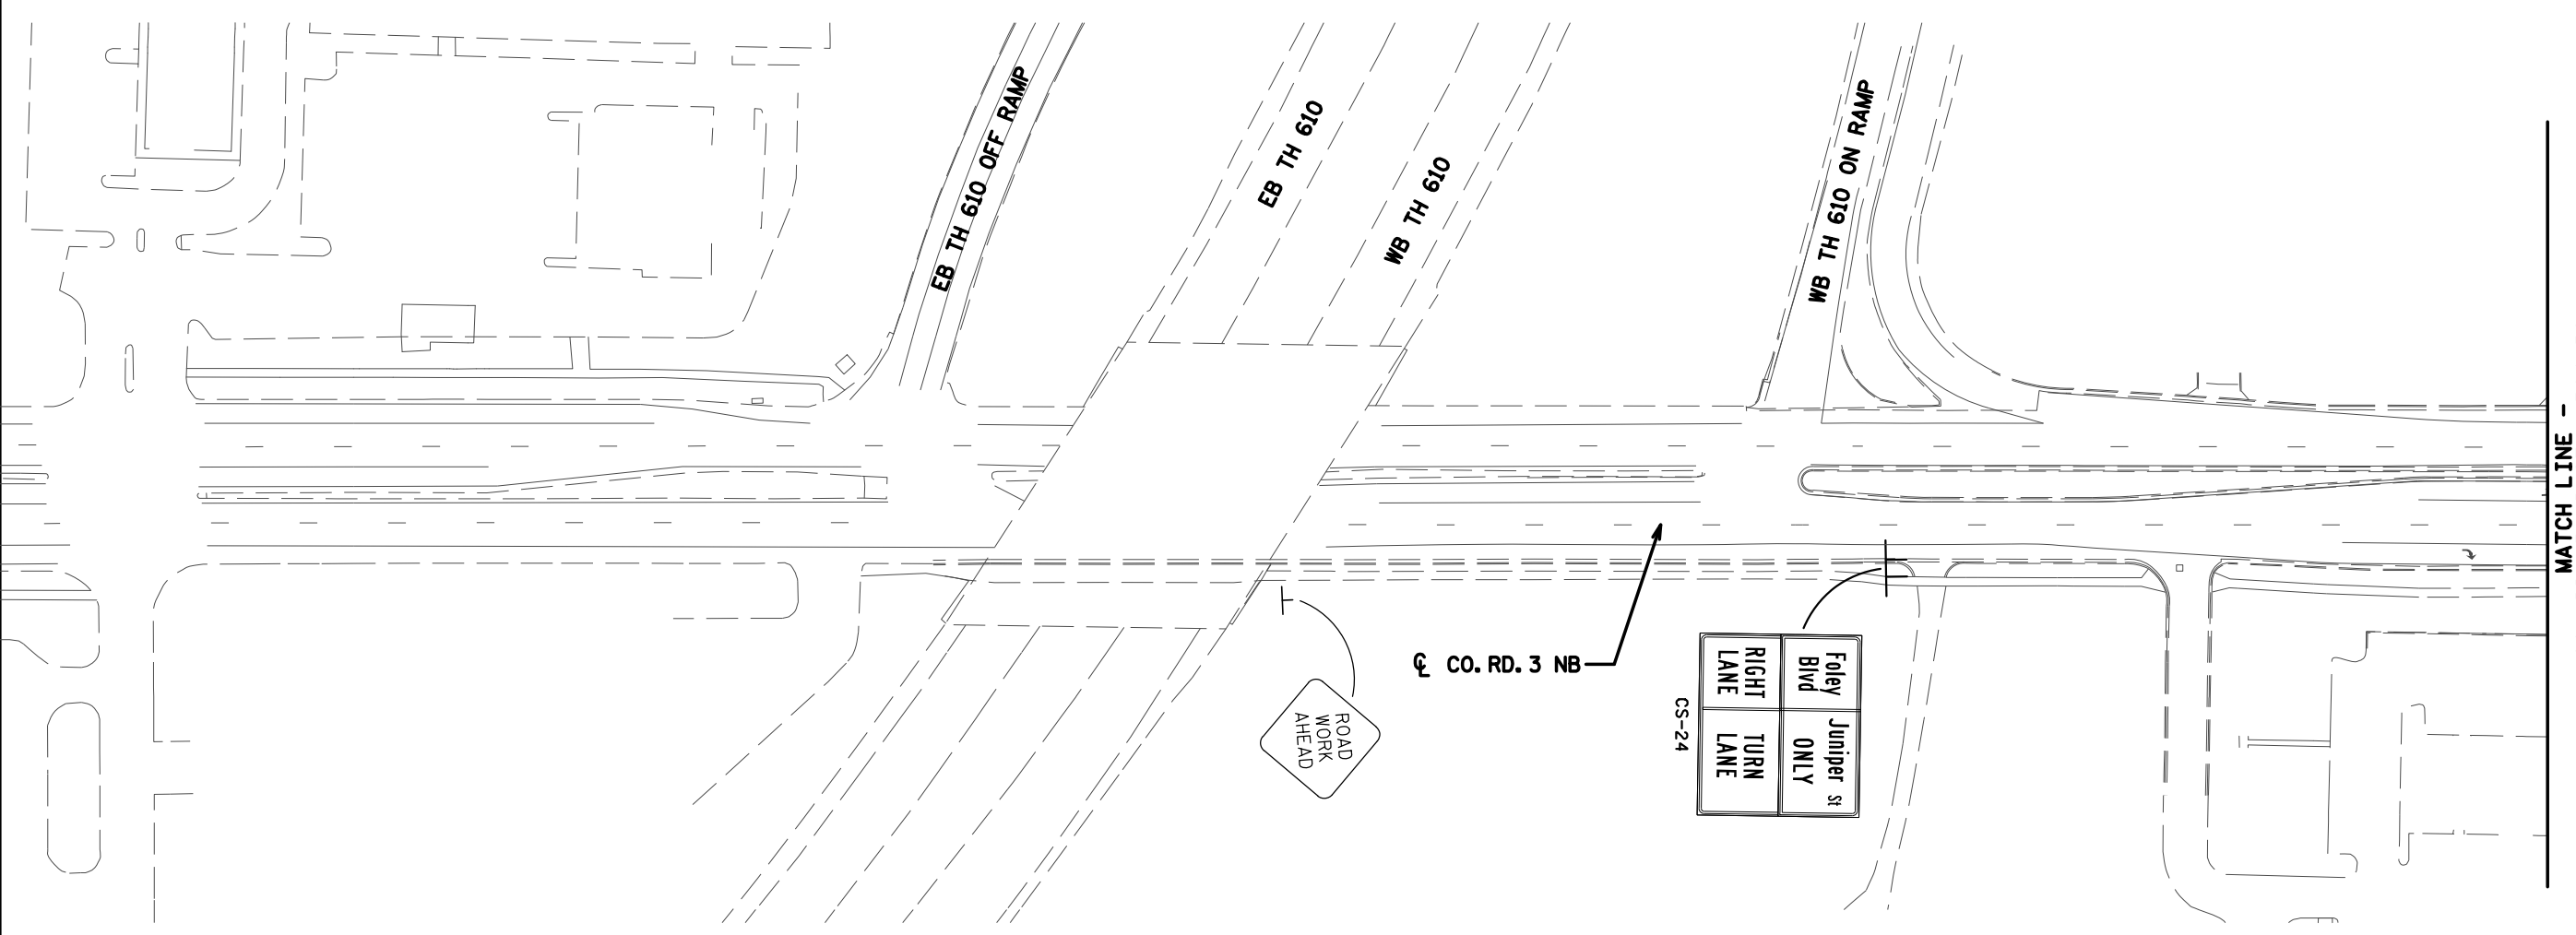 EB TH 610 OFF RAMP
EB TH 610
WB TH 610
WB TH 610 ON RAMP
MATCH LINE -
℄ CO. RD. 3 NB
ROAD
WORK
AHEAD
Foley
Blvd
Juniper St
ONLY
RIGHT
LANE
TURN
LANE
CS-24